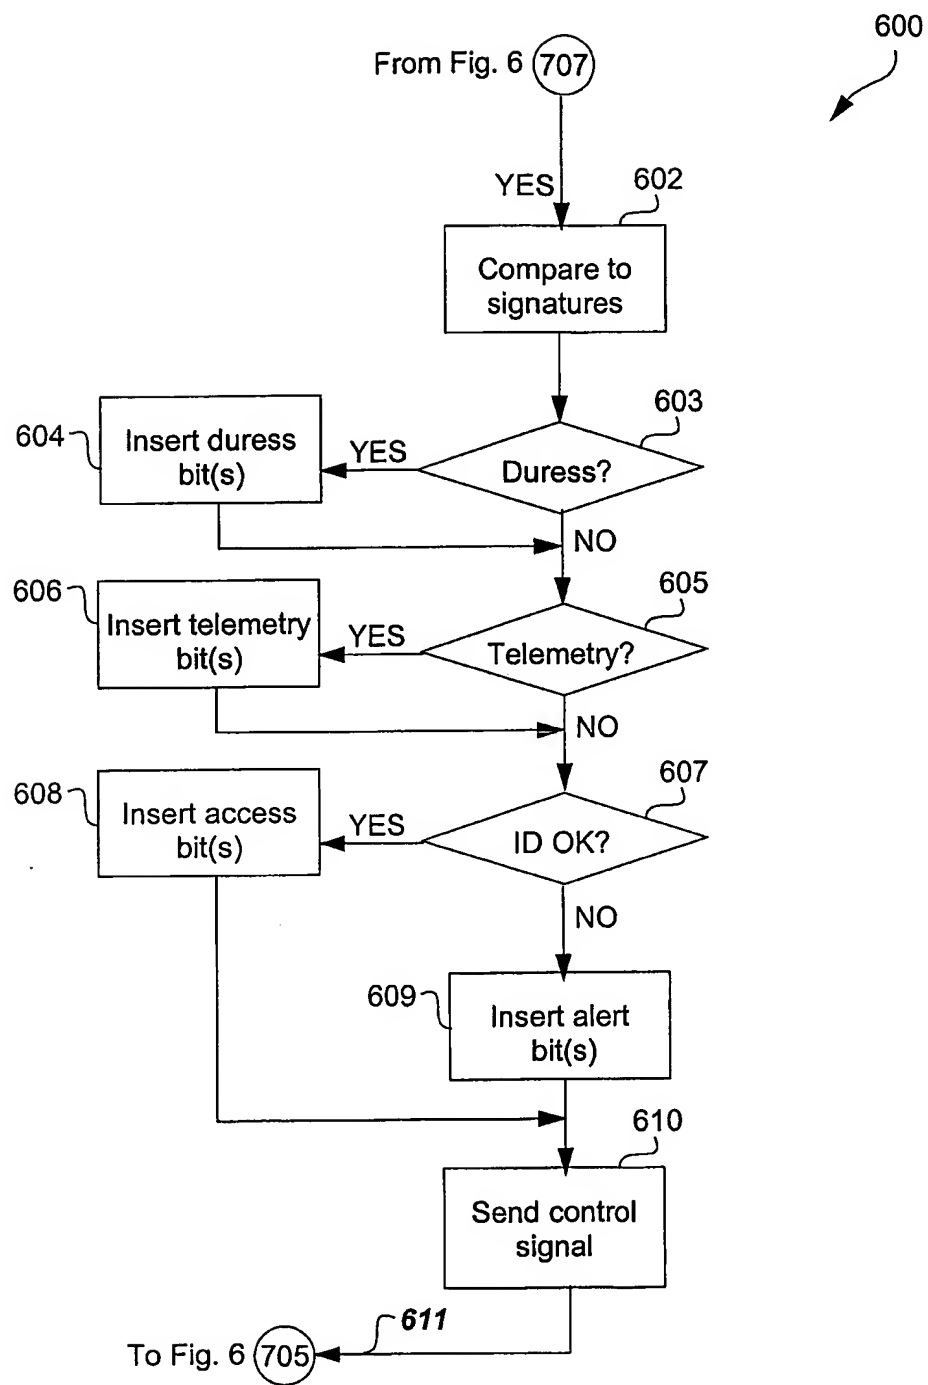 600
From Fig. 6 707
YES
602
Compare to
signatures
603
604
Insert duress
bit(s)
YES
Duress?
NO
605
606
Insert telemetry
bit(s)
YES
Telemetry?
NO
607
608
Insert access
bit(s)
YES
ID OK?
NO
609
Insert alert
bit(s)
610
Send control
signal
611
To Fig. 6 705